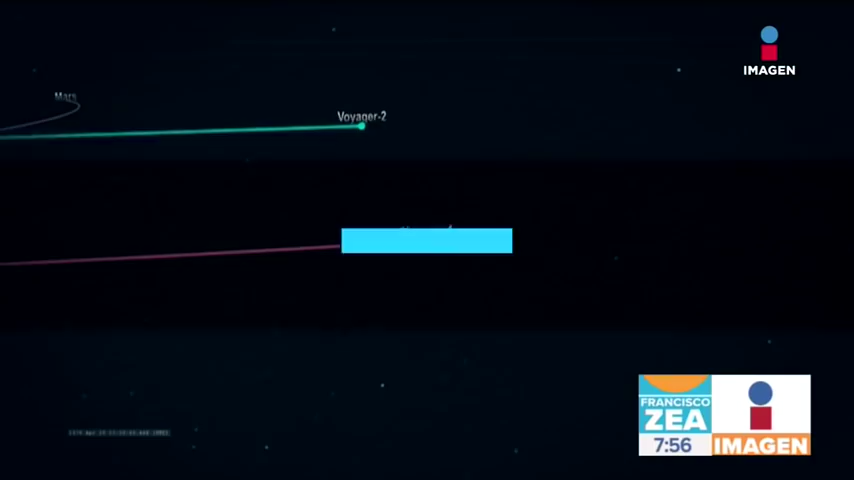 IMAGEN
Mars
Voyager-2
FRANCISCO
ZEA
7:56
IMAGEN